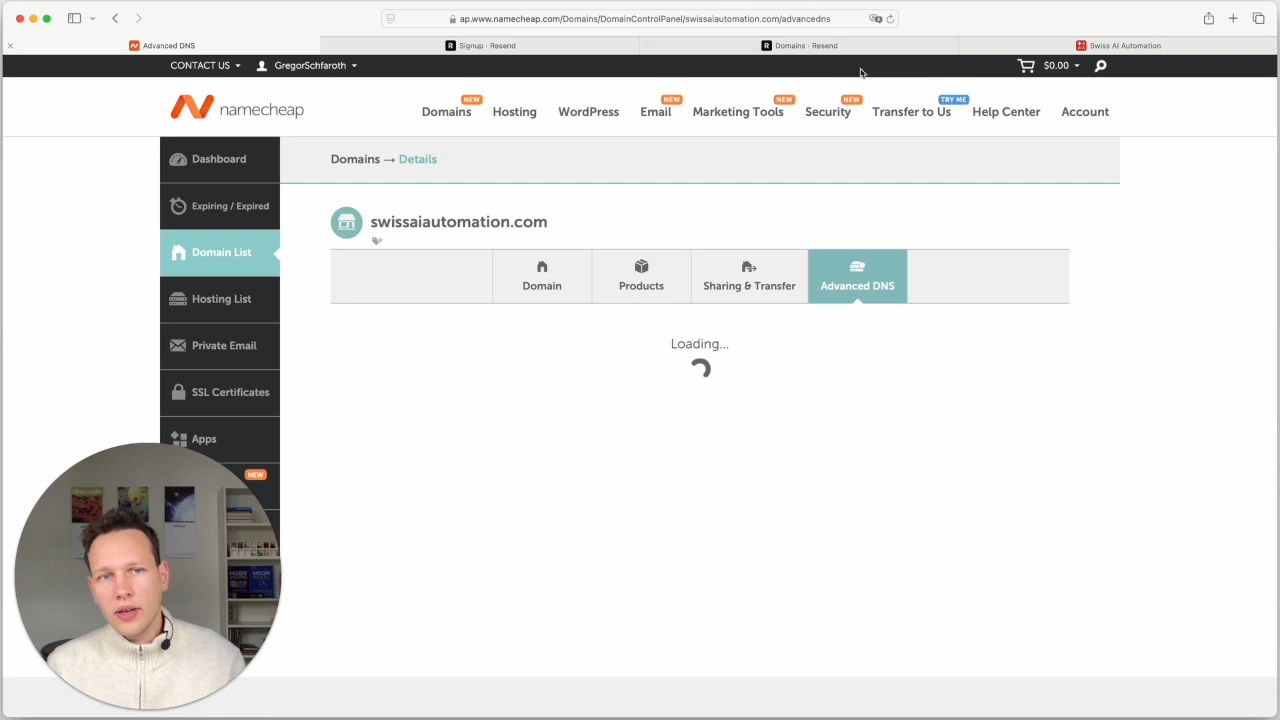 ap.www.namecheap.com/Domains/DomainControlPanel/swissaiautomation.com/advancedns
Advanced DNS
Signup · Resend
Domains · Resend
Swiss AI Automation
CONTACT US
GregorSchfaroth
$0.00
namecheap
Domains NEW
Hosting
WordPress
Email NEW
Marketing Tools NEW
Security NEW
Transfer to Us TRY ME
Help Center
Account
Dashboard
Expiring / Expired
Domain List
Hosting List
Private Email
SSL Certificates
Apps
NEW
Domains → Details
swissaiautomation.com
Domain
Products
Sharing & Transfer
Advanced DNS
Loading...